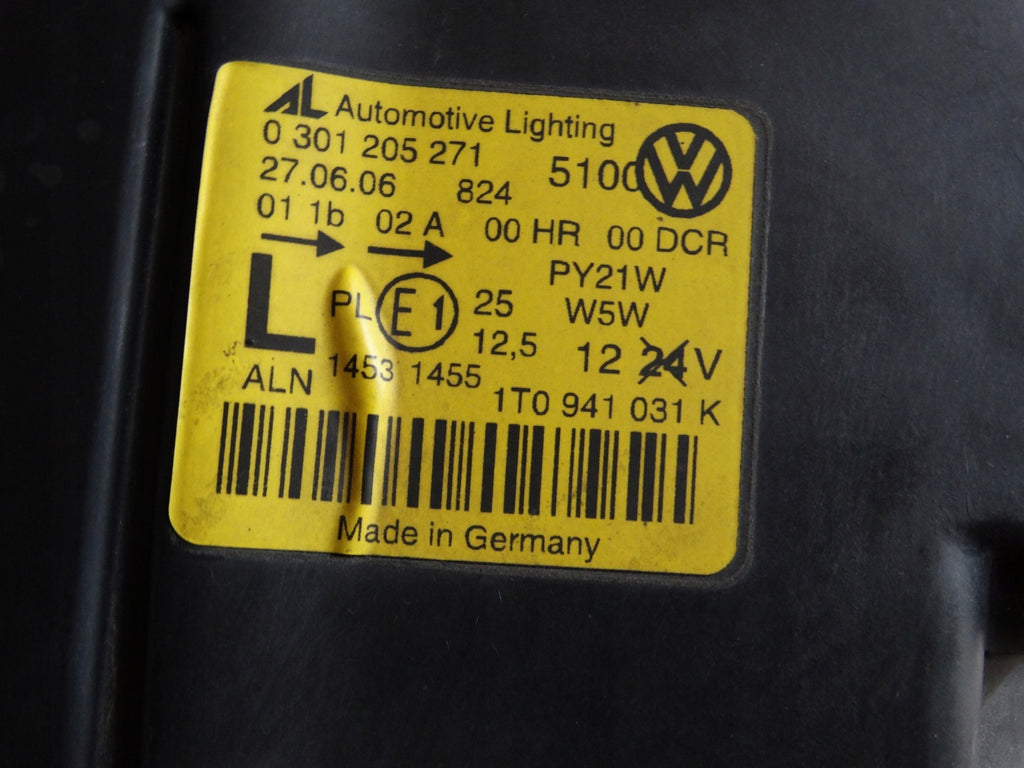 AL Automotive Lighting
0 301 205 271 5100
27.06.06 824
01 1b 02 A 00 HR 00 DCR
PY21W
L PL E1 25 W5W
12,5 12 24 V
ALN 1453 1455
1T0 941 031 K
Made in Germany